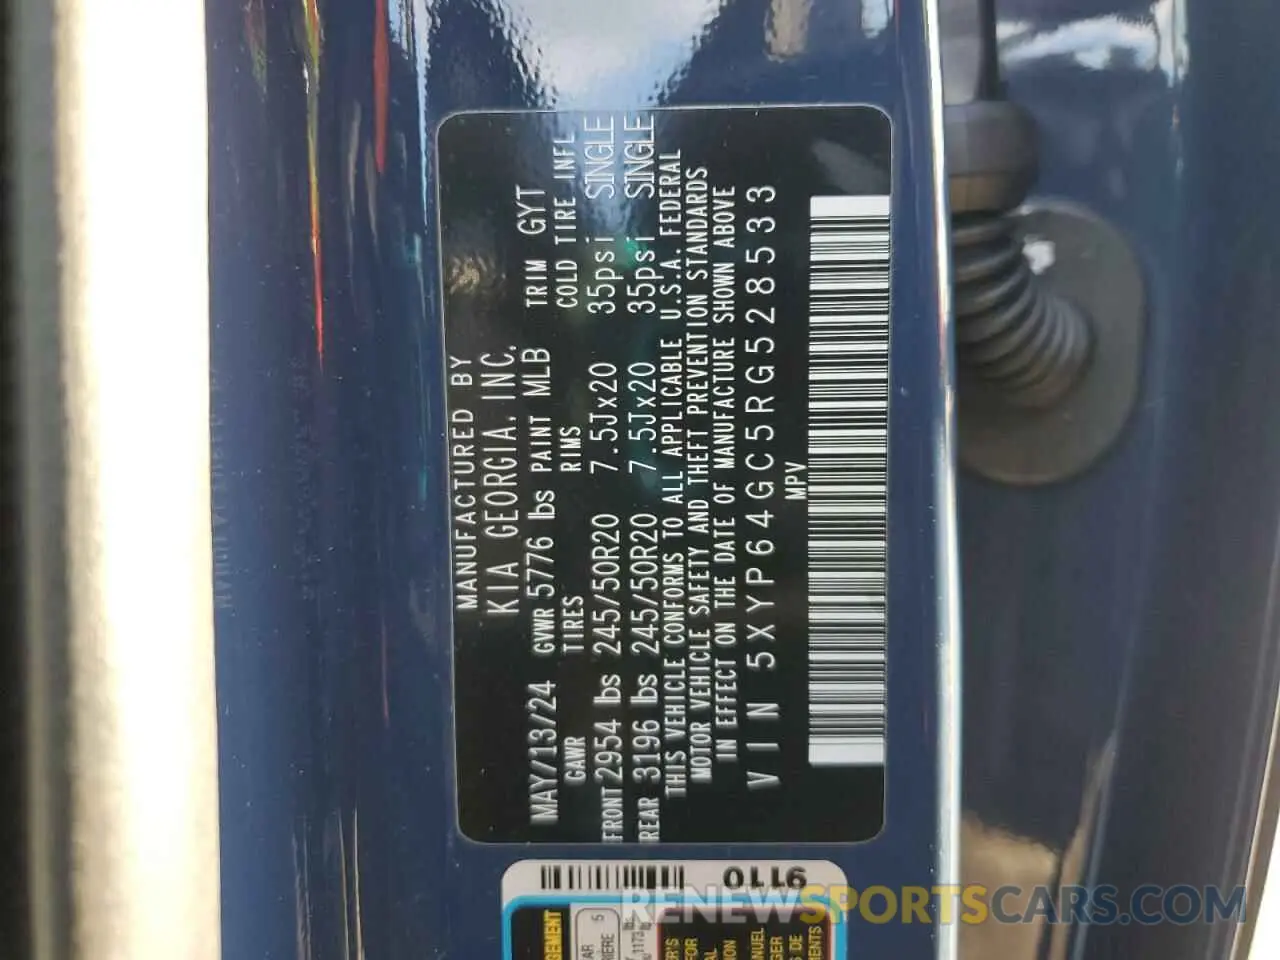 MANUFACTURED BY
KIA GEORGIA. INC.
MAY/13/24 GVWR 5776 lbs PAINT MLB TRIM GYT
GAWR TIRES RIMS COLD TIRE INFL
FRONT 2954 lbs 245/50R20 7.5Jx20 35psi SINGLE
REAR 3196 lbs 245/50R20 7.5Jx20 35psi SINGLE
THIS VEHICLE CONFORMS TO ALL APPLICABLE U.S.A. FEDERAL
MOTOR VEHICLE SAFETY AND THEFT PREVENTION STANDARDS
IN EFFECT ON THE DATE OF MANUFACTURE SHOWN ABOVE
VIN 5XYP64GC5RG528533
MPV
9110
RENEWSPORTSCARS.COM